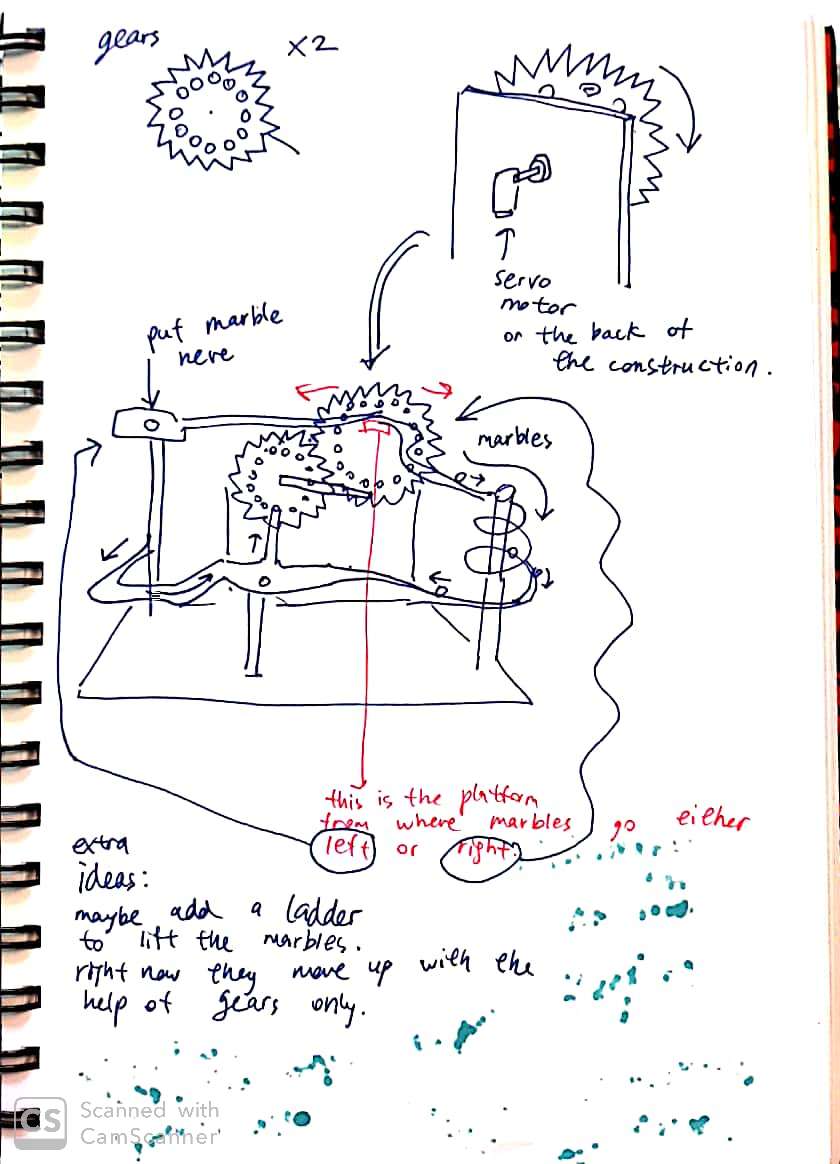 gears
x2
servo
motor
on the back of
the construction.
put marble
here
marbles
this is the platform
from where marbles go either
left or right.
extra
ideas:
maybe add a ladder
to lift the marbles.
right now they move up with the
help of gears only.
CS Scanned with
CamScanner